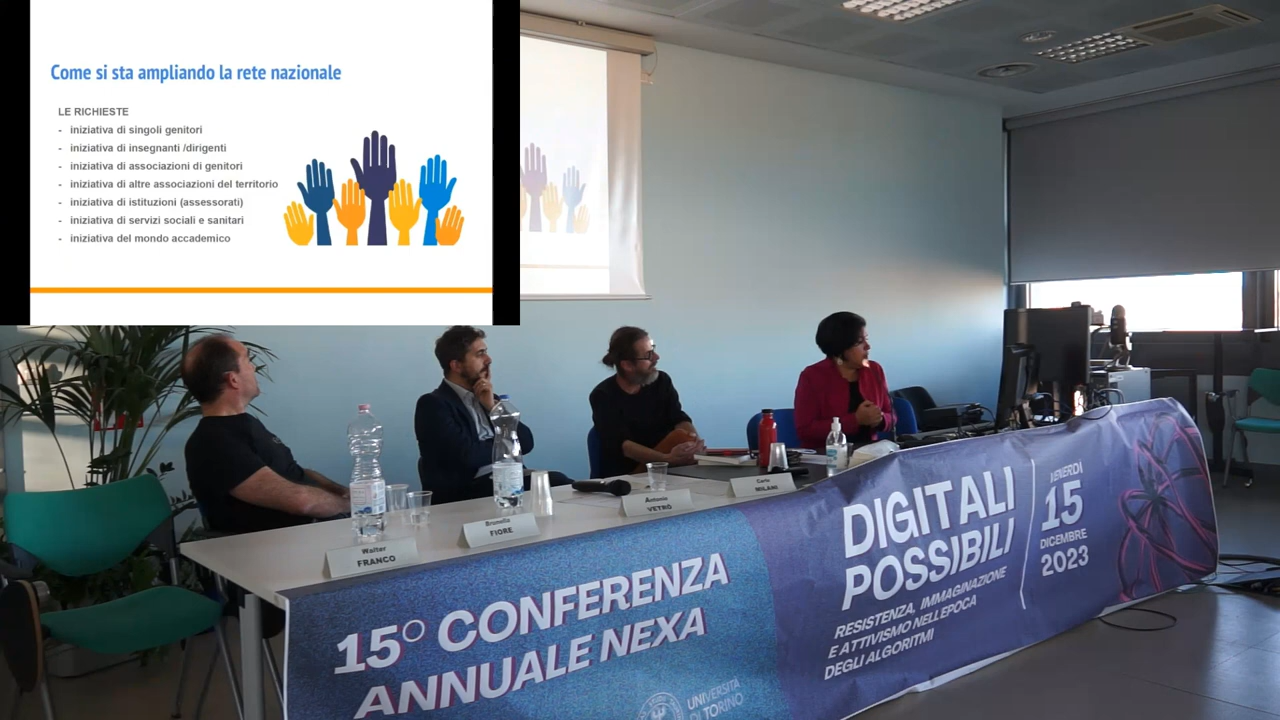 Come si sta ampliando la rete nazionale
LE RICHIESTE
- iniziativa di singoli genitori
- iniziativa di insegnanti /dirigenti
- iniziativa di associazioni di genitori
- iniziativa di altre associazioni del territorio
- iniziativa di istituzioni (assessorati)
- iniziativa di servizi sociali e sanitari
- iniziativa del mondo accademico
Walter
FRANCO
Brunella
FIORE
Antonio
VETRÒ
Carlo
MILANI
15° CONFERENZA
ANNUALE NEXA
UNIVERSITÀ
DI TORINO
DIGITALI
POSSIBILI
RESISTENZA, IMMAGINAZIONE
E ATTIVISMO NELL'EPOCA
DEGLI ALGORITMI
VENERDÌ
15
DICEMBRE
2023